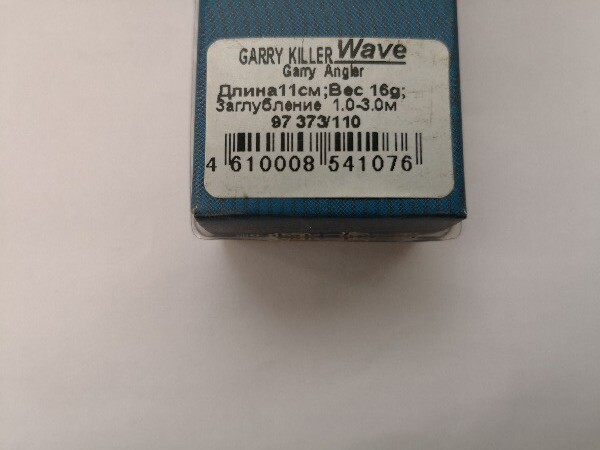 GARRY KILLER Wave
Garry Angler
Длина11см;Вес 16g;
Заглубление 1.0-3.0м
97 373/110
4 610008 541076